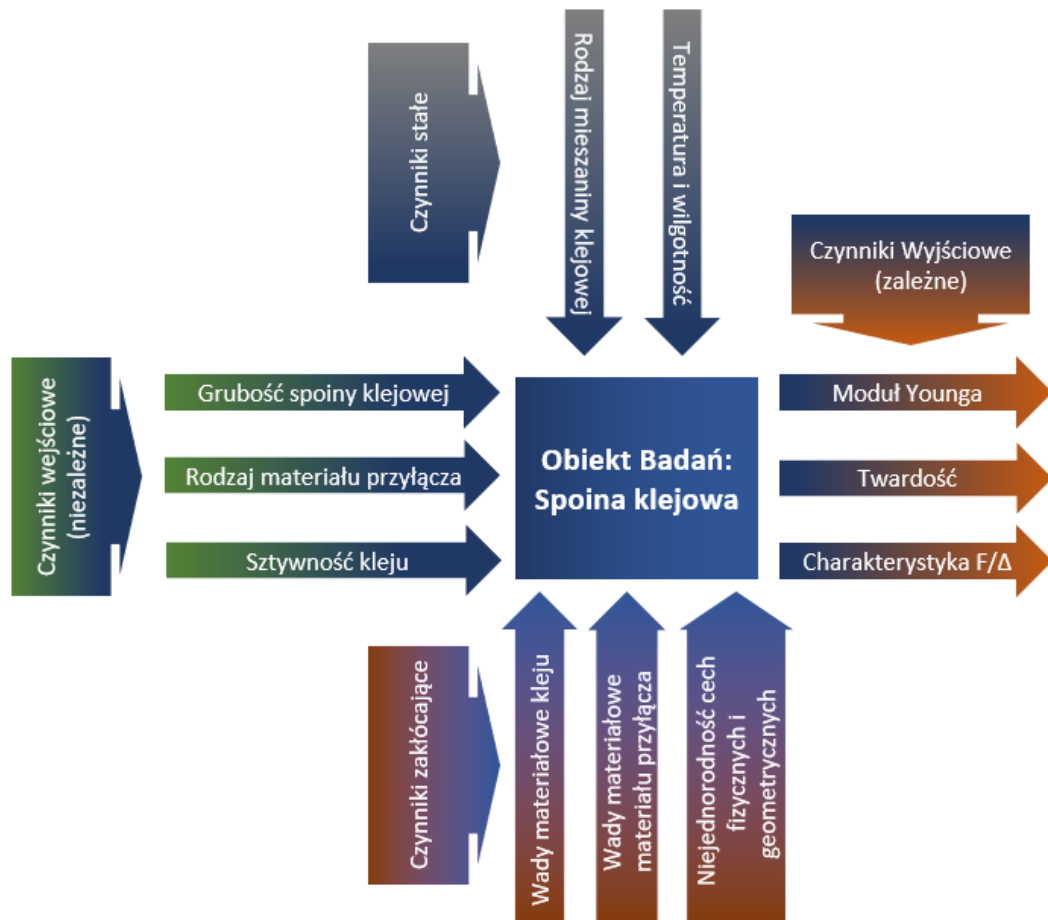 Czynniki stałe
Rodzaj mieszaniny klejowej
Temperatura i wilgotność
Czynniki Wyjściowe
(zależne)
Czynniki wejściowe
(niezależne)
Grubość spoiny klejowej
Rodzaj materiału przyłącza
Sztywność kleju
Obiekt Badań:
Spoina klejowa
Moduł Younga
Twardość
Charakterystyka F/Δ
Czynniki zakłócające
Wady materiałowe kleju
Wady materiałowe
materiału przyłącza
Niejednorodność cech
fizycznych i
geometrycznych